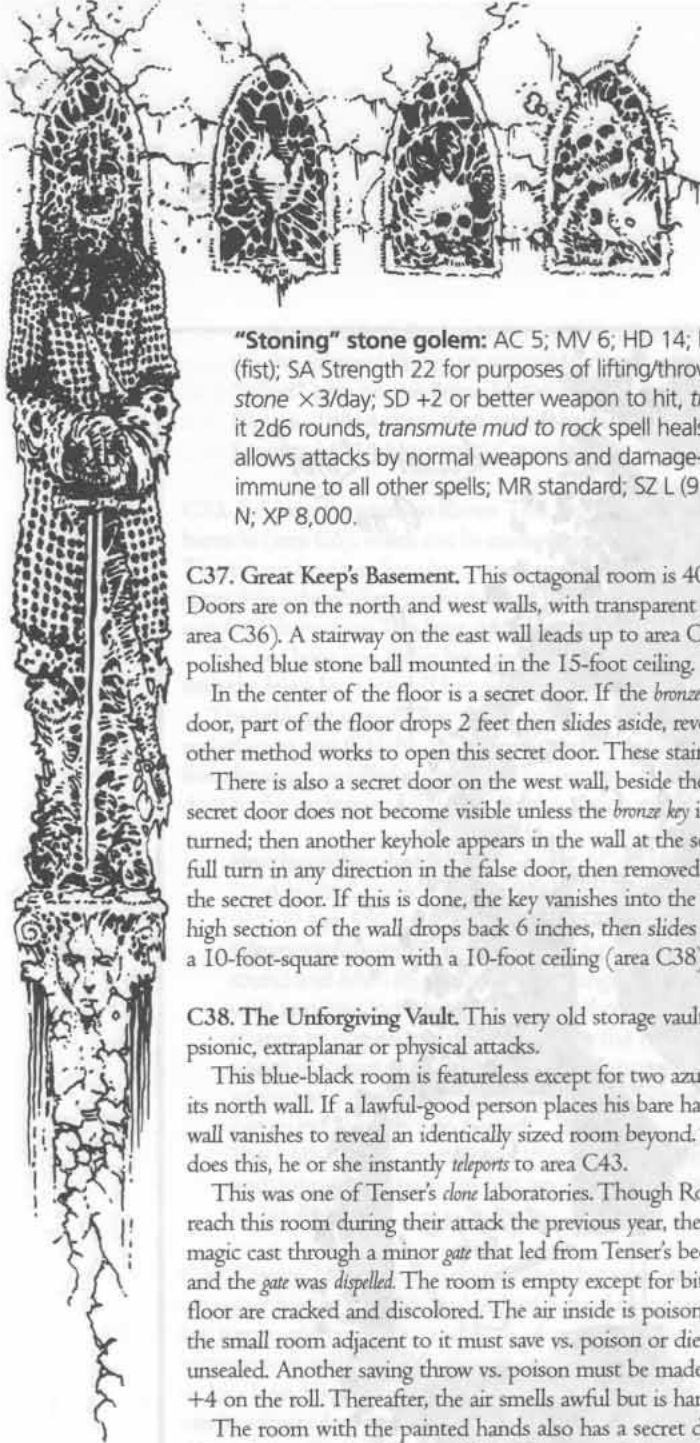 "Stoning" stone golem: AC 5; MV 6; HD 14;
(fist); SA Strength 22 for purposes of lifting/throw
stone ×3/day; SD +2 or better weapon to hit,
it 2d6 rounds, transmute mud to rock spell heals
allows attacks by normal weapons and damage-
immune to all other spells; MR standard; SZ L (9
N; XP 8,000.
C37. Great Keep's Basement. This octagonal room is 40
Doors are on the north and west walls, with transparent
area C36). A stairway on the east wall leads up to area C
polished blue stone ball mounted in the 15-foot ceiling.
In the center of the floor is a secret door. If the bronze
door, part of the floor drops 2 feet then slides aside, reve
other method works to open this secret door. These stair
There is also a secret door on the west wall, beside the
secret door does not become visible unless the bronze key i
turned; then another keyhole appears in the wall at the se
full turn in any direction in the false door, then removed
the secret door. If this is done, the key vanishes into the
high section of the wall drops back 6 inches, then slides
a 10-foot-square room with a 10-foot ceiling (area C38)
C38. The Unforgiving Vault. This very old storage vault
psionic, extraplanar or physical attacks.
This blue-black room is featureless except for two azu
its north wall. If a lawful-good person places his bare ha
wall vanishes to reveal an identically sized room beyond.
does this, he or she instantly teleports to area C43.
This was one of Tenser's clone laboratories. Though Ro
reach this room during their attack the previous year, the
magic cast through a minor gate that led from Tenser's be
and the gate was dispelled. The room is empty except for bi
floor are cracked and discolored. The air inside is poison
the small room adjacent to it must save vs. poison or die
unsealed. Another saving throw vs. poison must be made
+4 on the roll. Thereafter, the air smells awful but is har
The room with the painted hands also has a secret d